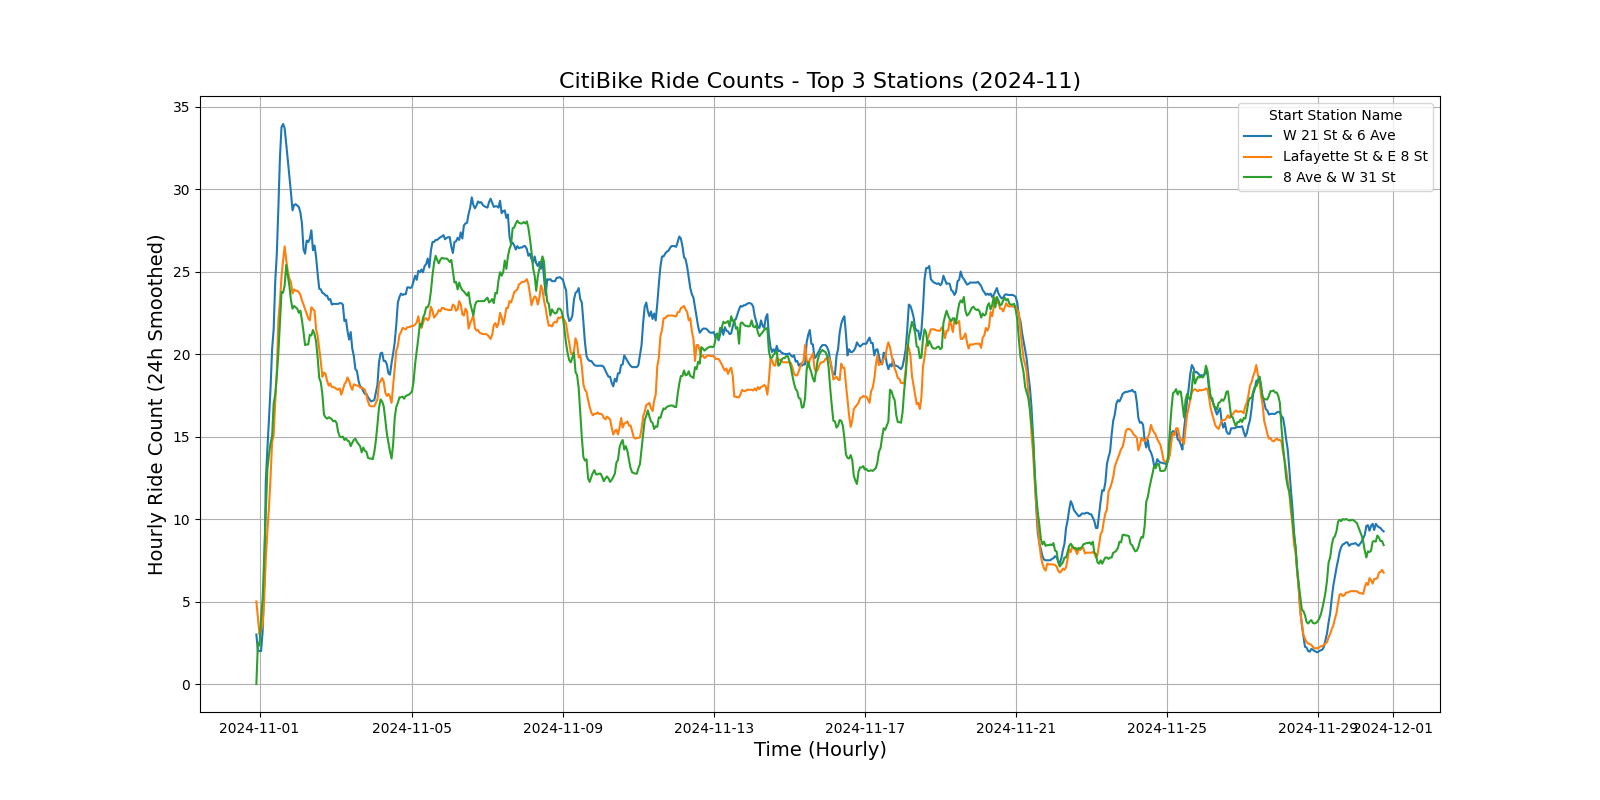 CitiBike Ride Counts - Top 3 Stations (2024-11)
Start Station Name
W 21 St & 6 Ave
Lafayette St & E 8 St
8 Ave & W 31 St
Hourly Ride Count (24h Smoothed)
35
30
25
20
15
10
5
0
2024-11-01 2024-11-05 2024-11-09 2024-11-13 2024-11-17 2024-11-21 2024-11-25 2024-11-29 2024-12-01
Time (Hourly)